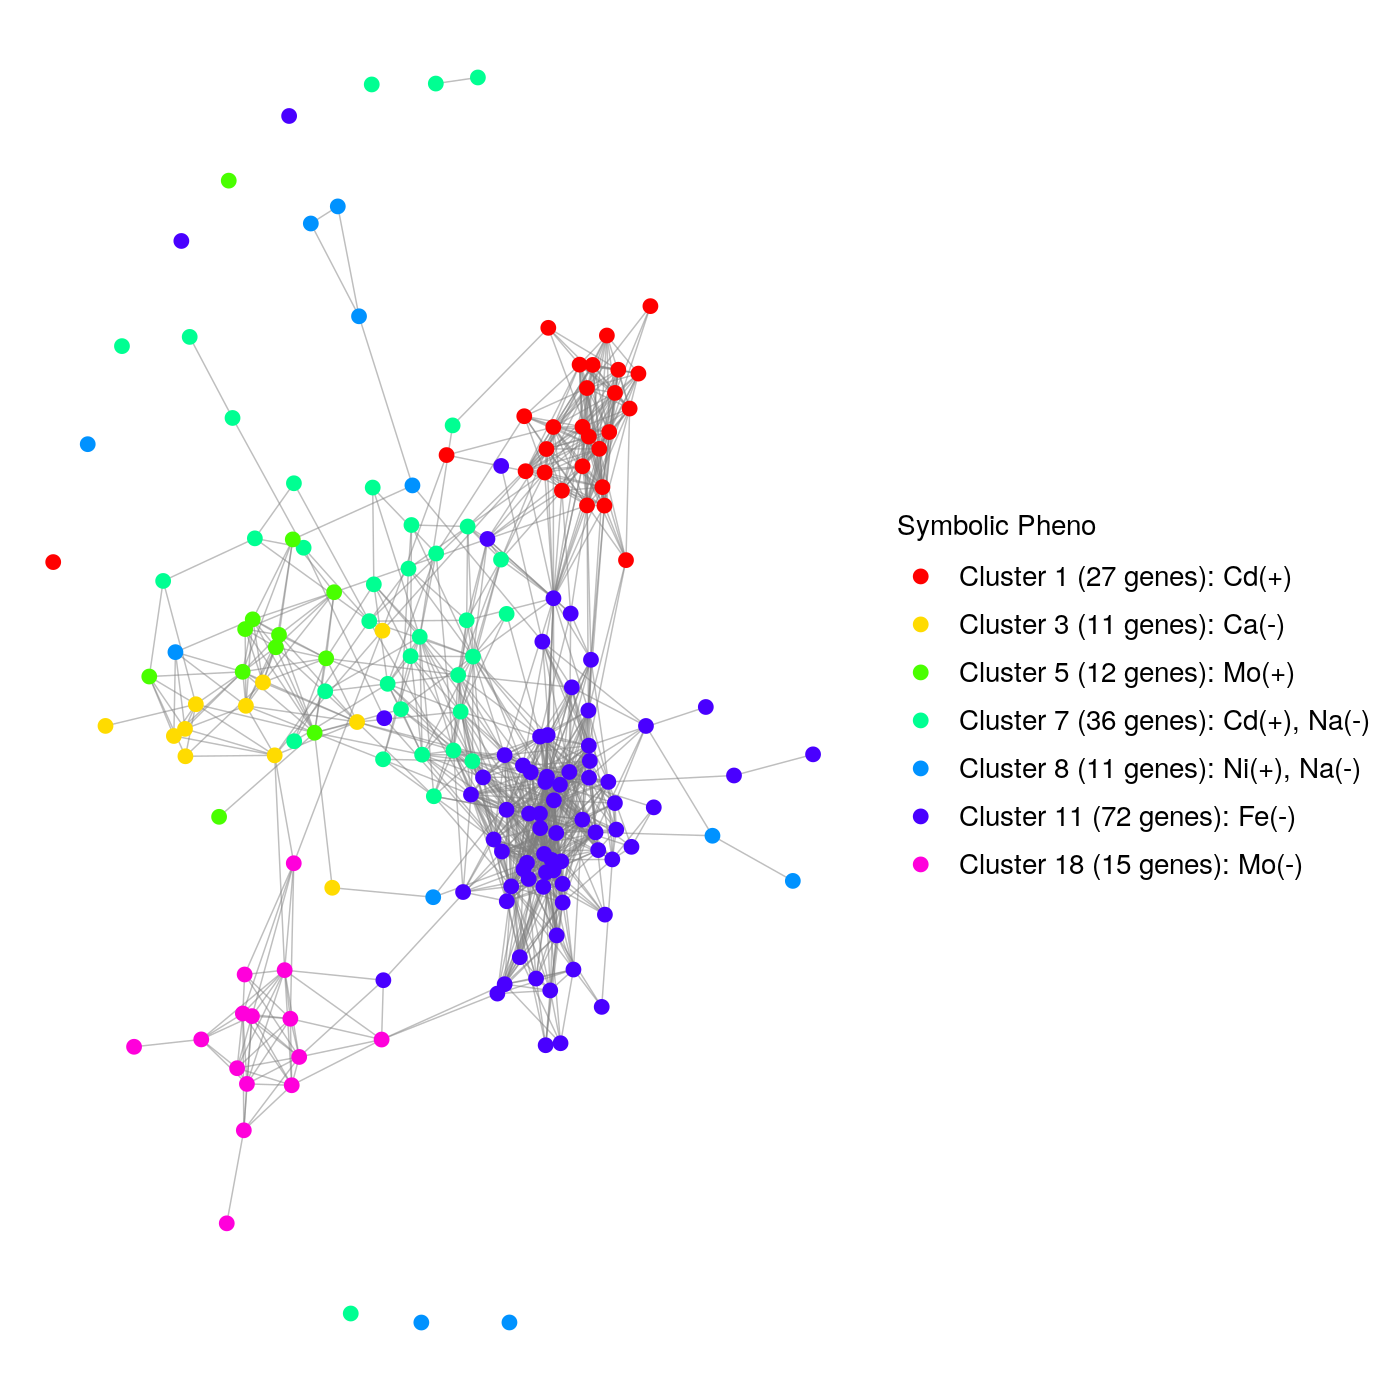 Symbolic Pheno
Cluster 1 (27 genes): Cd(+)
Cluster 3 (11 genes): Ca(-)
Cluster 5 (12 genes): Mo(+)
Cluster 7 (36 genes): Cd(+), Na(-)
Cluster 8 (11 genes): Ni(+), Na(-)
Cluster 11 (72 genes): Fe(-)
Cluster 18 (15 genes): Mo(-)